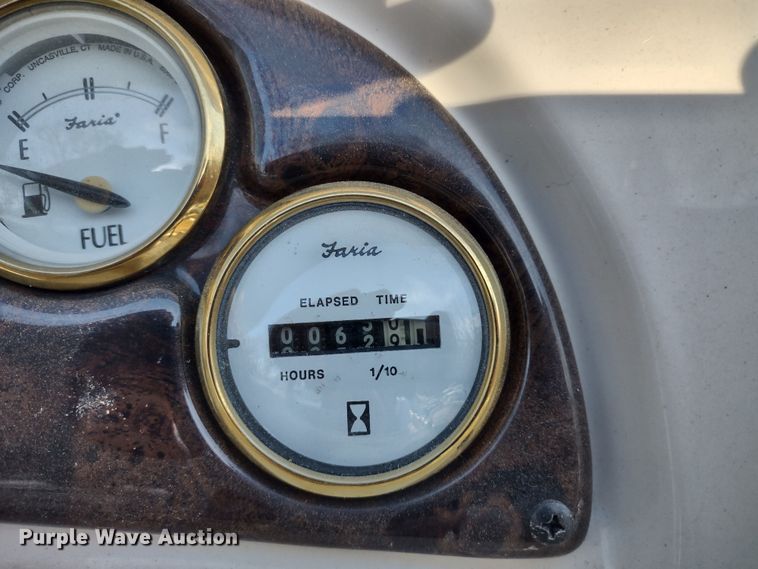 CORP. UNCASVILLE, CT MADE IN U.S.A.
Faria®
E F
FUEL
Faria
ELAPSED TIME
HOURS 1/10
Purple Wave Auction